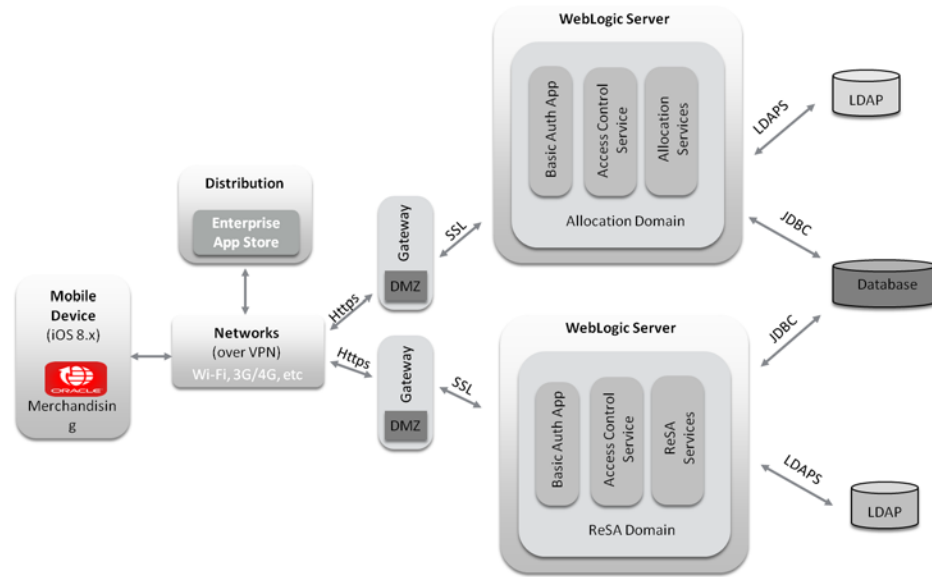 WebLogic Server
Basic Auth App
Access Control
Service
Allocation
Services
Allocation Domain
LDAPS
LDAP
JDBC
Database
JDBC
Distribution
Enterprise
App Store
Gateway
DMZ
SSL
Https
Mobile
Device
(iOS 8.x)
ORACLE
Merchandisin
g
Networks
(over VPN)
Wi-Fi, 3G/4G, etc
Https
Gateway
DMZ
SSL
WebLogic Server
Basic Auth App
Access Control
Service
ReSA
Services
ReSA Domain
LDAPS
LDAP